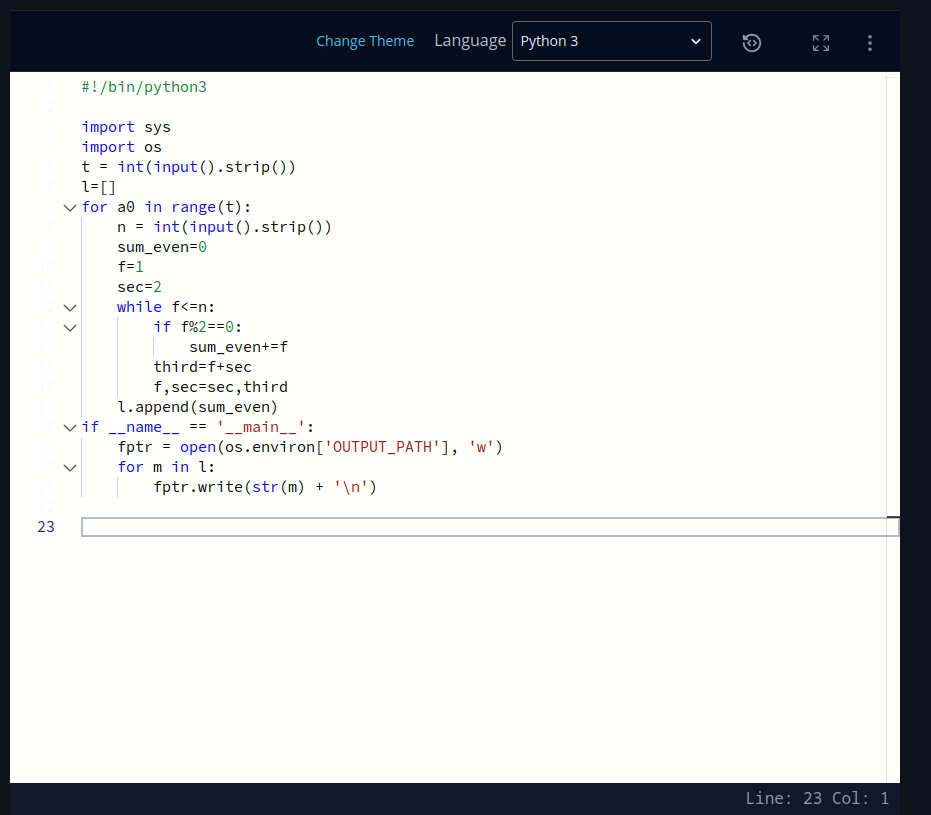 Change Theme Language Python 3
1 #!/bin/python3
2
3 import sys
4 import os
5 t = int(input().strip())
6 l=[]
7 for a0 in range(t):
8     n = int(input().strip())
9     sum_even=0
10     f=1
11     sec=2
12     while f<=n:
13         if f%2==0:
14             sum_even+=f
15         third=f+sec
16         f,sec=sec,third
17     l.append(sum_even)
18 if __name__ == '__main__':
19     fptr = open(os.environ['OUTPUT_PATH'], 'w')
20     for m in l:
21         fptr.write(str(m) + '\n')
22
23
Line: 23 Col: 1